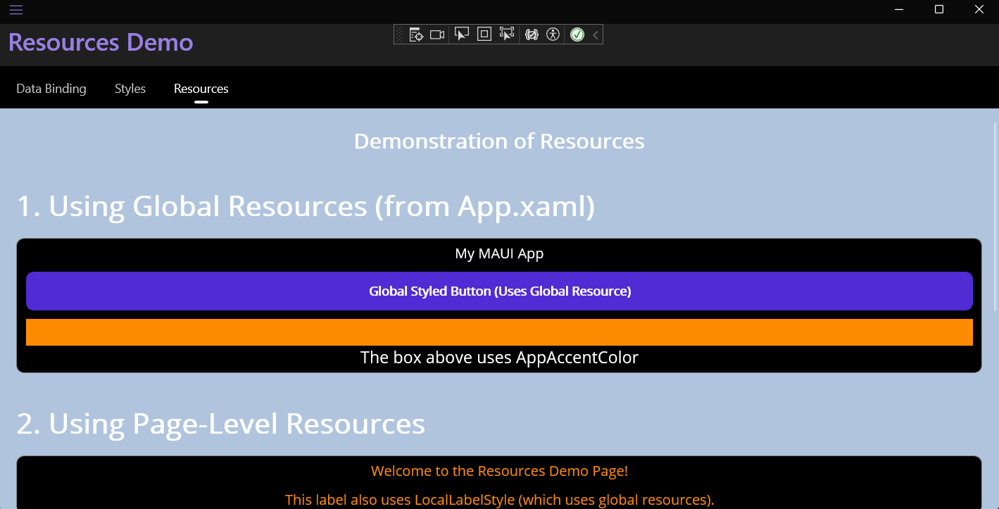 Resources Demo
Data Binding
Styles
Resources
Demonstration of Resources
1. Using Global Resources (from App.xaml)
My MAUI App
Global Styled Button (Uses Global Resource)
The box above uses AppAccentColor
2. Using Page-Level Resources
Welcome to the Resources Demo Page!
This label also uses LocalLabelStyle (which uses global resources).